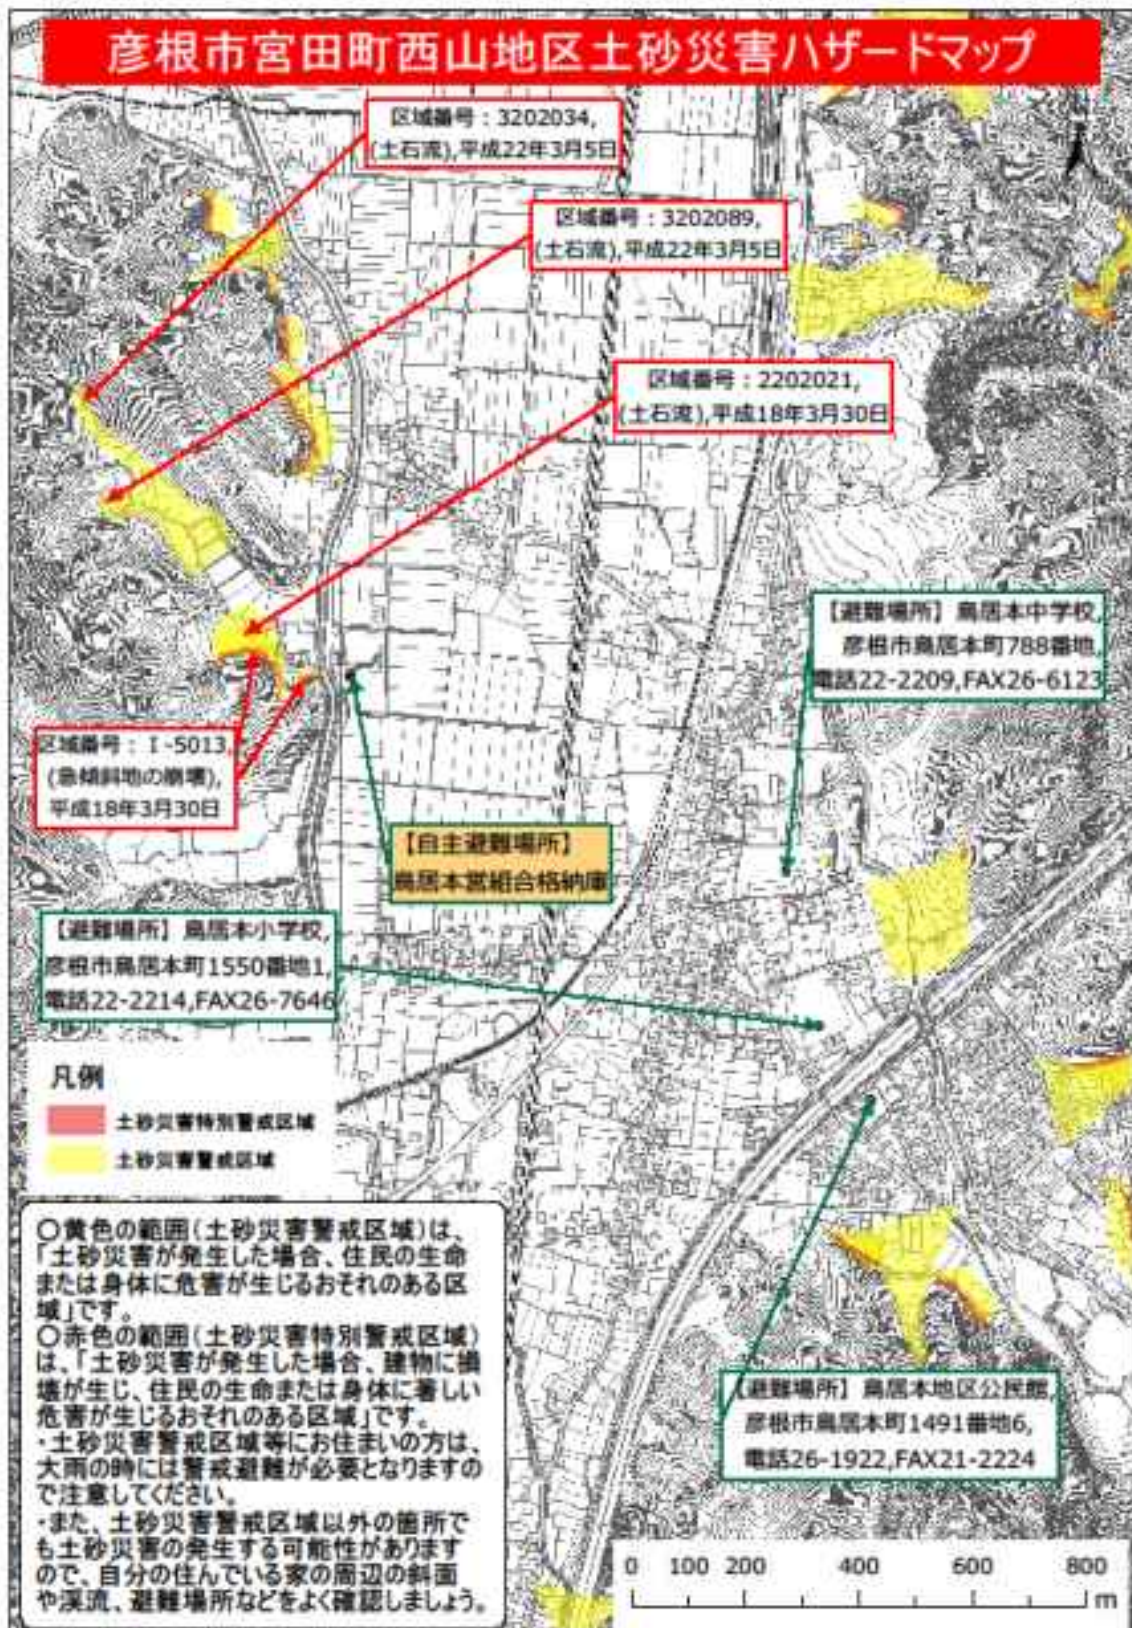 彦根市宮田町西山地区土砂災害ハザードマップ
区域番号：3202034,
(土石流),平成22年3月5日
区域番号：3202089,
(土石流),平成22年3月5日
区域番号：2202021,
(土石流),平成18年3月30日
【避難場所】鳥居本中学校,
彦根市鳥居本町788番地,
電話22-2209,FAX26-6123
区域番号：Ⅰ-5013,
(急傾斜地の崩壊),
平成18年3月30日
【自主避難場所】
鳥居本営組合格納庫
【避難場所】鳥居本小学校,
彦根市鳥居本町1550番地1,
電話22-2214,FAX26-7646
凡例
土砂災害特別警戒区域
土砂災害警戒区域
○黄色の範囲(土砂災害警戒区域)は、
「土砂災害が発生した場合、住民の生命
または身体に危害が生じるおそれのある区
域」です。
○赤色の範囲(土砂災害特別警戒区域)
は、「土砂災害が発生した場合、建物に損
壊が生じ、住民の生命または身体に著しい
危害が生じるおそれのある区域」です。
・土砂災害警戒区域等にお住まいの方は、
大雨の時には警戒避難が必要となりますの
で注意してください。
・また、土砂災害警戒区域以外の箇所で
も土砂災害の発生する可能性があります
ので、自分の住んでいる家の周辺の斜面
や渓流、避難場所などをよく確認しましょう。
【避難場所】鳥居本地区公民館,
彦根市鳥居本町1491番地6,
電話26-1922,FAX21-2224
0 100 200 400 600 800
m